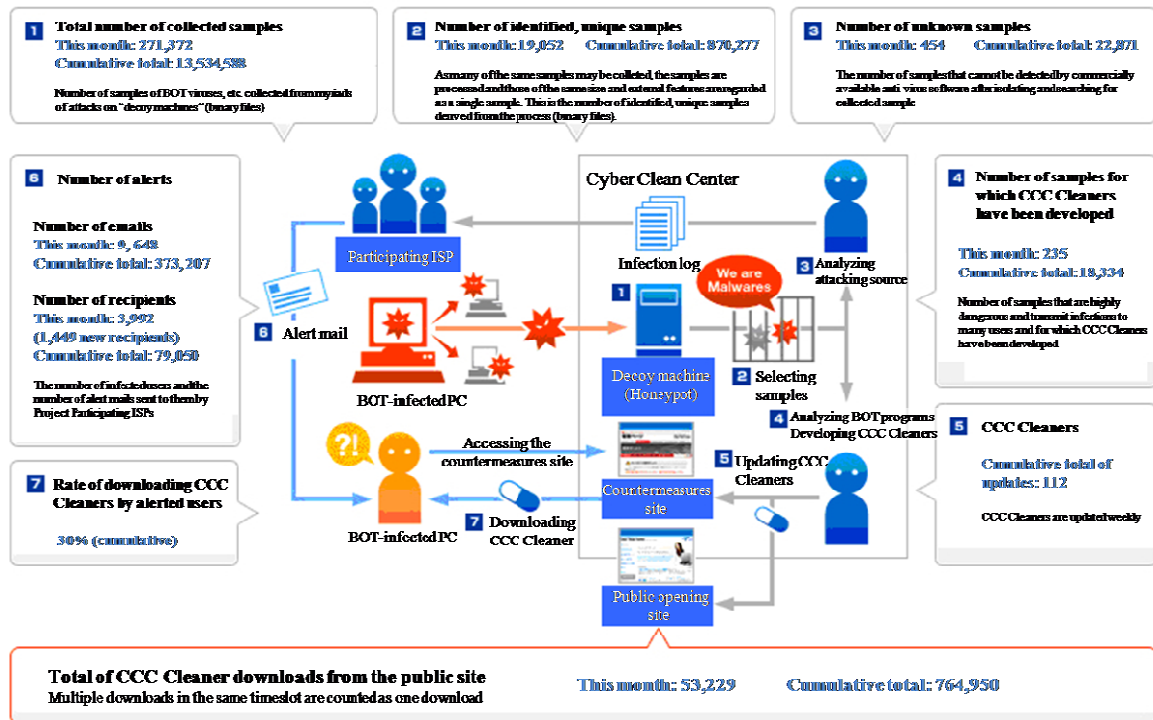 1 Total number of collected samples
This month: 271,372
Cumulative total: 13,534,588
Number of samples of BOT viruses, etc. collected from myriads
of attacks on "decoy machines" (binary files)
2 Number of identified, unique samples
This month: 19,052 Cumulative total: 870,277
As many of the same samples may be colleted, the samples are
processed and those of the same size and external features are regarded
as a single sample. This is the number of identified, unique samples
derived from the process (binary files).
3 Number of unknown samples
This month: 454 Cumulative total: 22,871
The number of samples that cannot be detected by commercially
available anti-virus software after isolating and searching for
collected sample
6 Number of alerts
Number of emails
This month: 9,648
Cumulative total: 373,207
Number of recipients
This month: 3,992
(1,449 new recipients)
Cumulative total: 79,050
The number of infected users and the
number of alert mails sent to them by
Project Participating ISPs
7 Rate of downloading CCC
Cleaners by alerted users
30% (cumulative)
Participating ISP
6 Alert mail
BOT-infected PC
?!
BOT-infected PC
Accessing the
countermeasures site
7 Downloading
CCC Cleaner
Cyber Clean Center
Infection log
1
Decoy machine
(Honeypot)
We are
Malwares
2 Selecting
samples
3 Analyzing
attacking source
4 Analyzing BOT programs
Developing CCC Cleaners
5 Updating CCC
Cleaners
Countermeasures
site
Public opening
site
4 Number of samples for
which CCC Cleaners
have been developed
This month: 235
Cumulative total: 18,334
Number of samples that are highly
dangerous and transmit infections to
many users and for which CCC Cleaners
have been developed
5 CCC Cleaners
Cumulative total of
updates: 112
CCC Cleaners are updated weekly
Total of CCC Cleaner downloads from the public site
Multiple downloads in the same timeslot are counted as one download
This month: 53,229 Cumulative total: 764,950